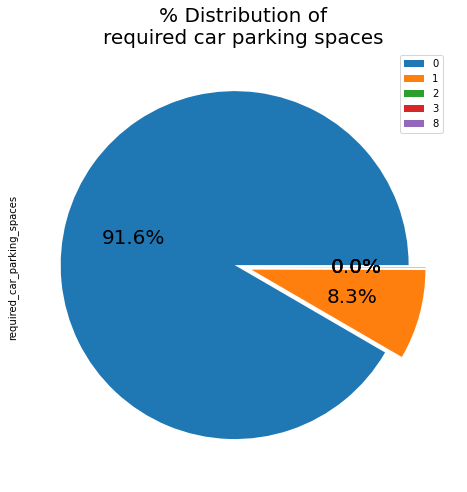 % Distribution of
required car parking spaces
0
1
2
3
8
required_car_parking_spaces
91.6%
0.0%
8.3%